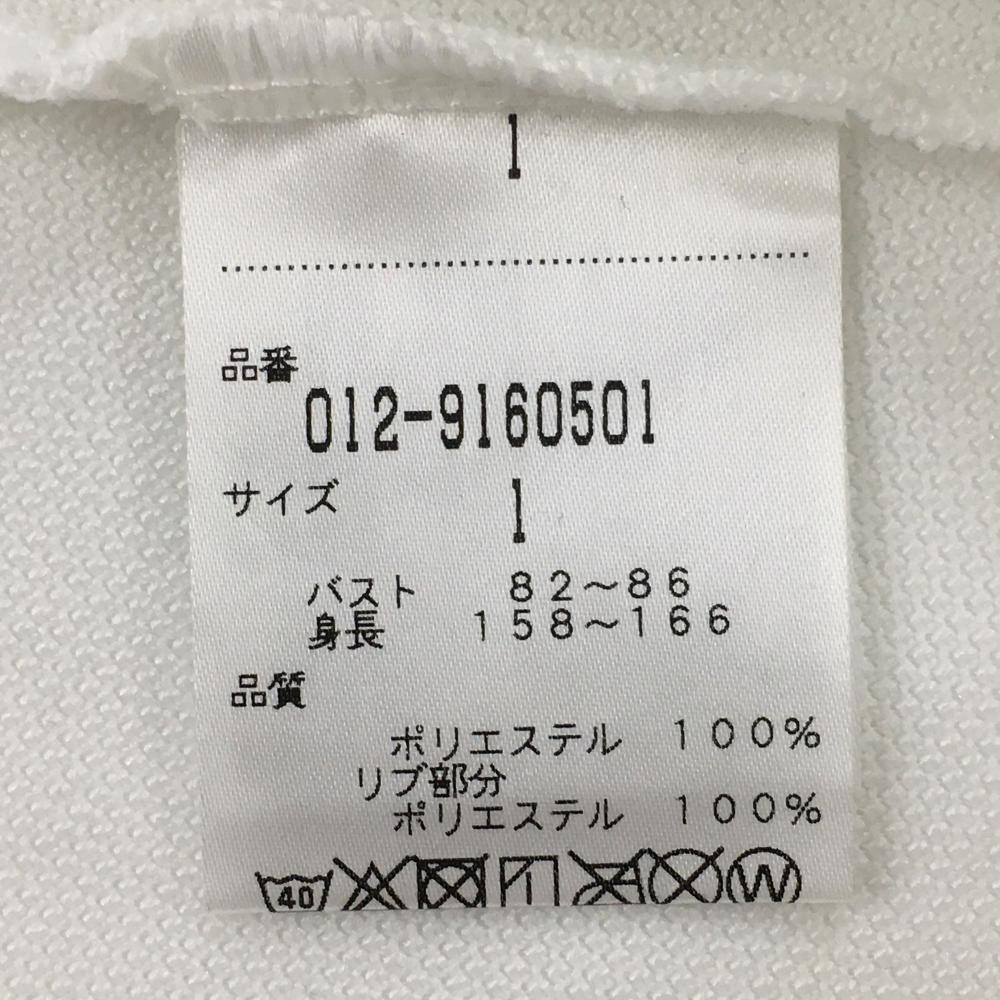 1
品番
012-9160501
サイズ 1
バスト 82～86
身長 158～166
品質
ポリエステル 100%
リブ部分
ポリエステル 100%
40 W